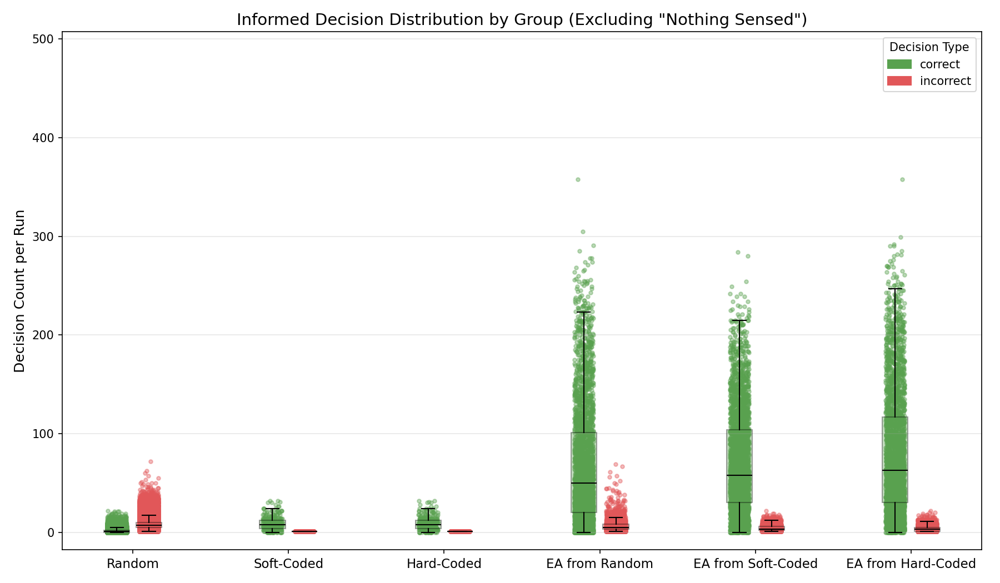 Informed Decision Distribution by Group (Excluding "Nothing Sensed")
Decision Type
correct
incorrect
Decision Count per Run
500
400
300
200
100
0
Random
Soft-Coded
Hard-Coded
EA from Random
EA from Soft-Coded
EA from Hard-Coded